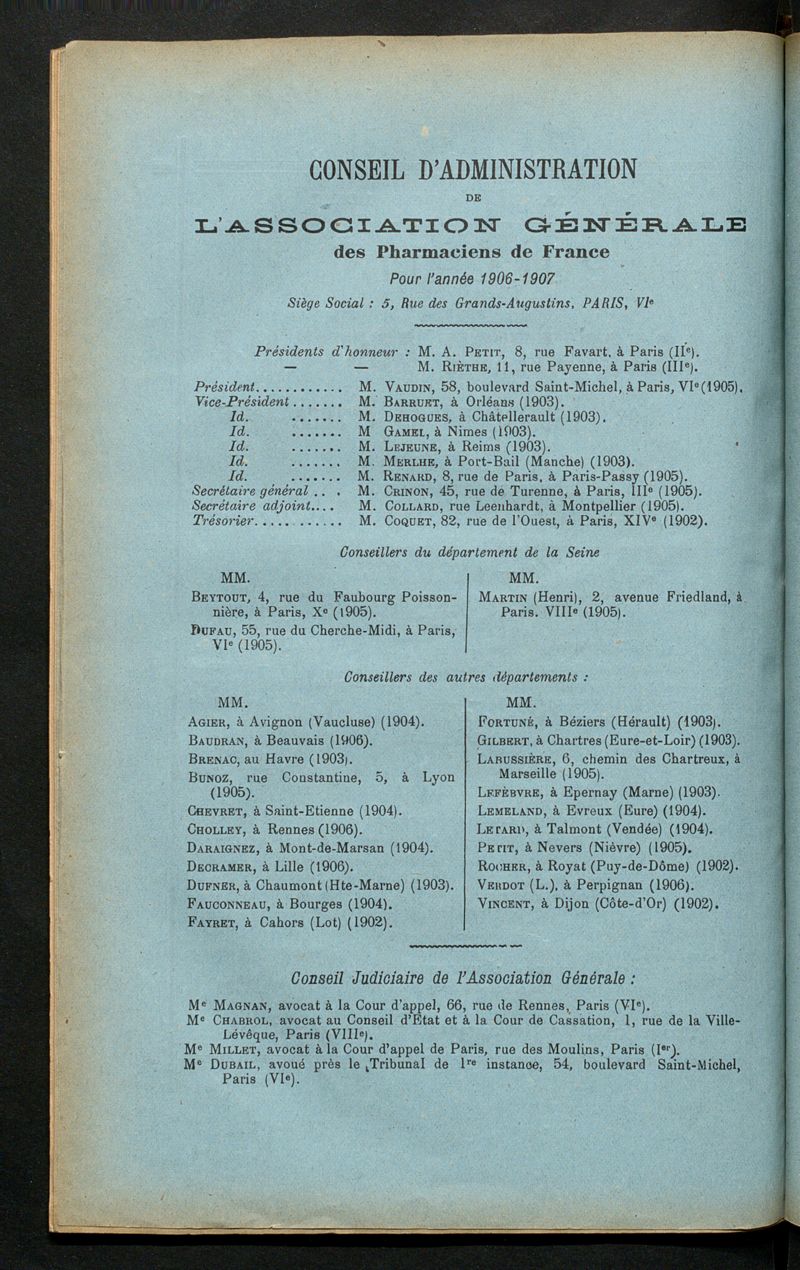 CONSEIL D'ADMINISTRATION
DE
L'ASSOCIATION GÉNÉRALE
des Pharmaciens de France
Pour l'année 1906-1907
Siège Social : 5, Rue des Grands-Augustins, PARIS, VIe
Présidents d'honneur : M. A. PETIT, 8, rue Favart, à Paris (IIe).
— — M. RIÈTHE, 11, rue Payenne, à Paris (IIIe).
Président............ M. VAUDIN, 58, boulevard Saint-Michel, à Paris, VIe (1905).
Vice-Président....... M. BARRUET, à Orléans (1903).
Id. ....... M. DEHOGUES, à Châtellerault (1903).
Id. ....... M GAMEL, à Nimes (1903).
Id. ....... M. LEJEUNE, à Reims (1903).
Id. ....... M. MERLHE, à Port-Bail (Manche) (1903).
Id. ....... M. RENARD, 8, rue de Paris, à Paris-Passy (1905).
Secrétaire général ... M. CRINON, 45, rue de Turenne, à Paris, IIIe (1905).
Secrétaire adjoint.... M. COLLARD, rue Leenhardt, à Montpellier (1905).
Trésorier............ M. COQUET, 82, rue de l'Ouest, à Paris, XIVe (1902).
Conseillers du département de la Seine
MM.
BEYTOUT, 4, rue du Faubourg Poisson-
nière, à Paris, Xe (1905).
DUFAU, 55, rue du Cherche-Midi, à Paris,
VIe (1905).
MM.
MARTIN (Henri), 2, avenue Friedland, à
Paris. VIIIe (1905).
Conseillers des autres départements :
MM.
AGIER, à Avignon (Vaucluse) (1904).
BAUDRAN, à Beauvais (1906).
BRENAC, au Havre (1903).
BUNOZ, rue Constantine, 5, à Lyon
(1905).
CHEVRET, à Saint-Etienne (1904).
CHOLLEY, à Rennes (1906).
DARAIGNEZ, à Mont-de-Marsan (1904).
DECRAMER, à Lille (1906).
DUFNER, à Chaumont (Hte-Marne) (1903).
FAUCONNEAU, à Bourges (1904).
FAYRET, à Cahors (Lot) (1902).
MM.
FORTUNÉ, à Béziers (Hérault) (1903).
GILBERT, à Chartres (Eure-et-Loir) (1903).
LABUSSIÈRE, 6, chemin des Chartreux, à
Marseille (1905).
LEFÈBVRE, à Epernay (Marne) (1903).
LEMELAND, à Evreux (Eure) (1904).
LETARD, à Talmont (Vendée) (1904).
PETIT, à Nevers (Nièvre) (1905).
ROCHER, à Royat (Puy-de-Dôme) (1902).
VERDOT (L.), à Perpignan (1906).
VINCENT, à Dijon (Côte-d'Or) (1902).
Conseil Judiciaire de l'Association Générale :
Me MAGNAN, avocat à la Cour d'appel, 66, rue de Rennes, Paris (VIe).
Me CHABROL, avocat au Conseil d'Etat et à la Cour de Cassation, 1, rue de la Ville-
Lévêque, Paris (VIIIe).
Me MILLET, avocat à la Cour d'appel de Paris, rue des Moulins, Paris (Ier).
Me DUBAIL, avoué près le Tribunal de 1re instance, 54, boulevard Saint-Michel,
Paris (VIe).